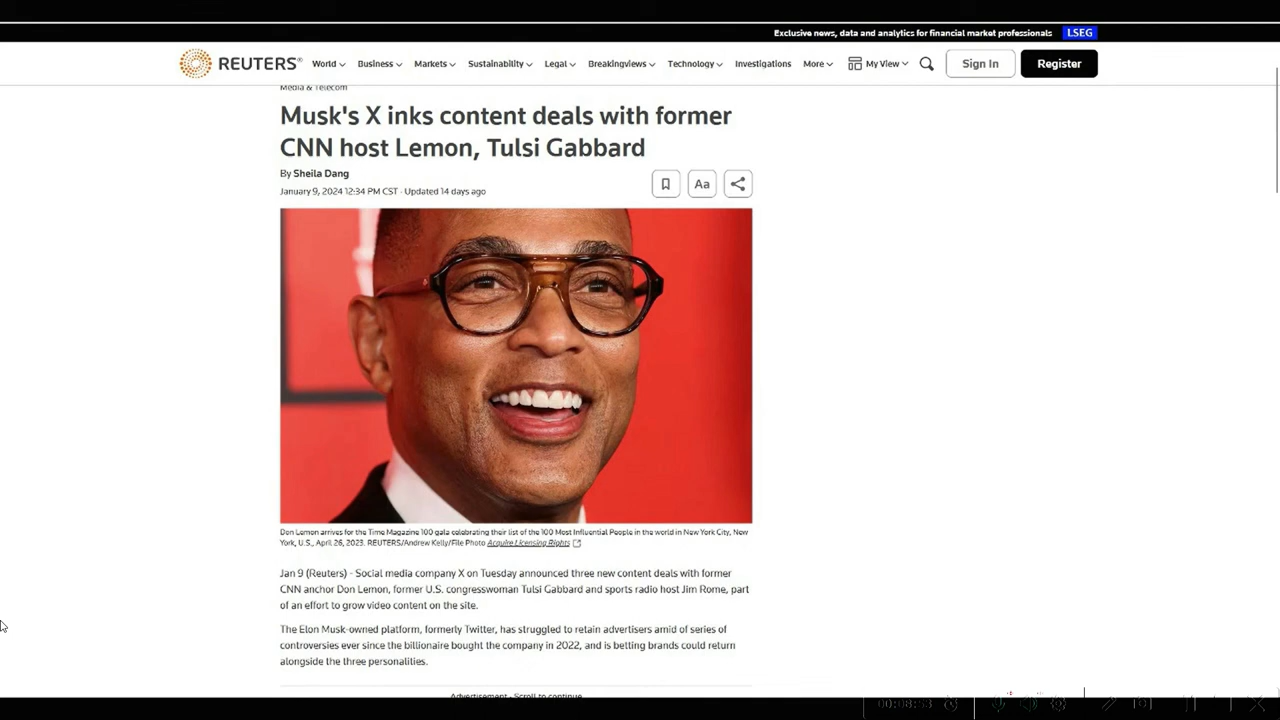 Exclusive news, data and analytics for financial market professionals LSEG
REUTERS® World Business Markets Sustainability Legal Breakingviews Technology Investigations More My View Sign In Register
Media & Telecom
Musk's X inks content deals with former
CNN host Lemon, Tulsi Gabbard
By Sheila Dang
January 9, 2024 12:34 PM CST · Updated 14 days ago
Aa
Don Lemon arrives for the Time Magazine 100 gala celebrating their list of the 100 Most Influential People in the world in New York City, New
York, U.S., April 26, 2023. REUTERS/Andrew Kelly/File Photo Acquire Licensing Rights
Jan 9 (Reuters) - Social media company X on Tuesday announced three new content deals with former
CNN anchor Don Lemon, former U.S. congresswoman Tulsi Gabbard and sports radio host Jim Rome, part
of an effort to grow video content on the site.
The Elon Musk-owned platform, formerly Twitter, has struggled to retain advertisers amid of series of
controversies ever since the billionaire bought the company in 2022, and is betting brands could return
alongside the three personalities.
Advertisement · Scroll to continue
00:08:53